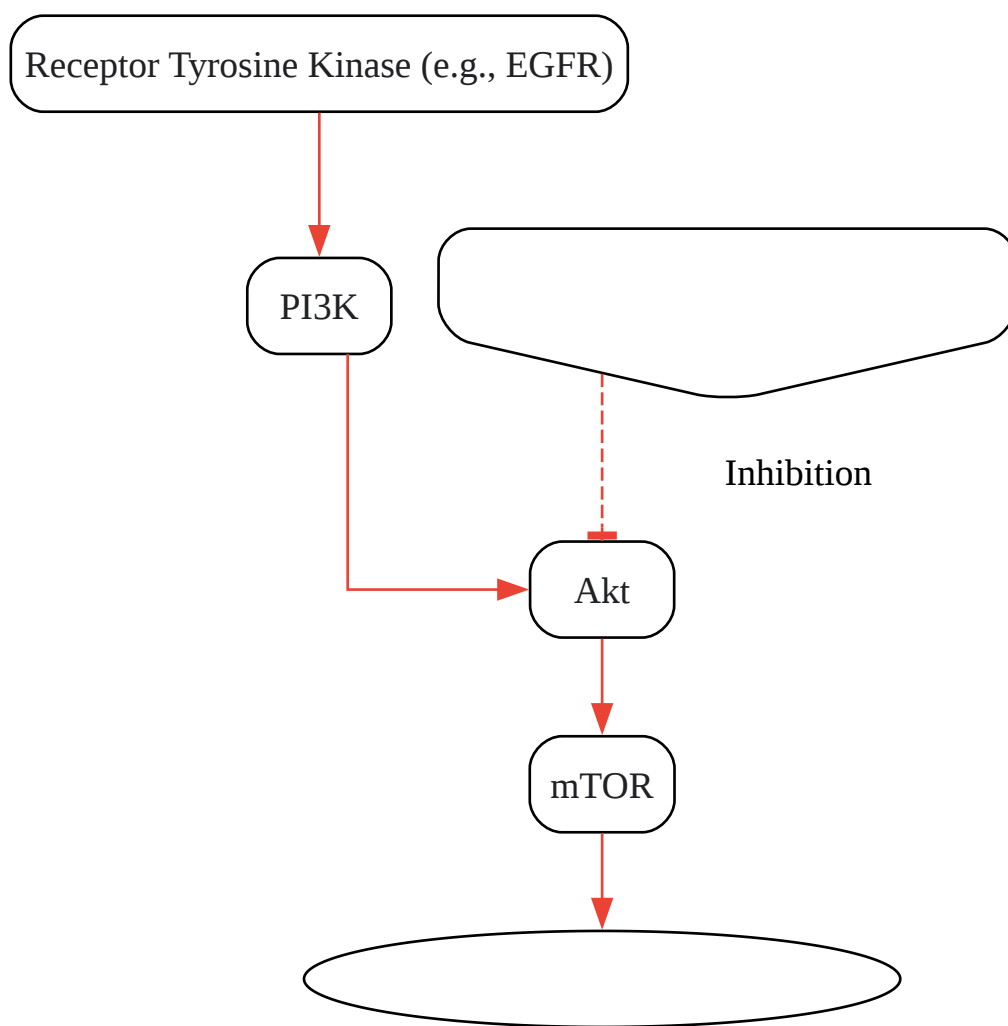 Receptor Tyrosine Kinase (e.g., EGFR)
PI3K
Inhibition
Akt
mTOR